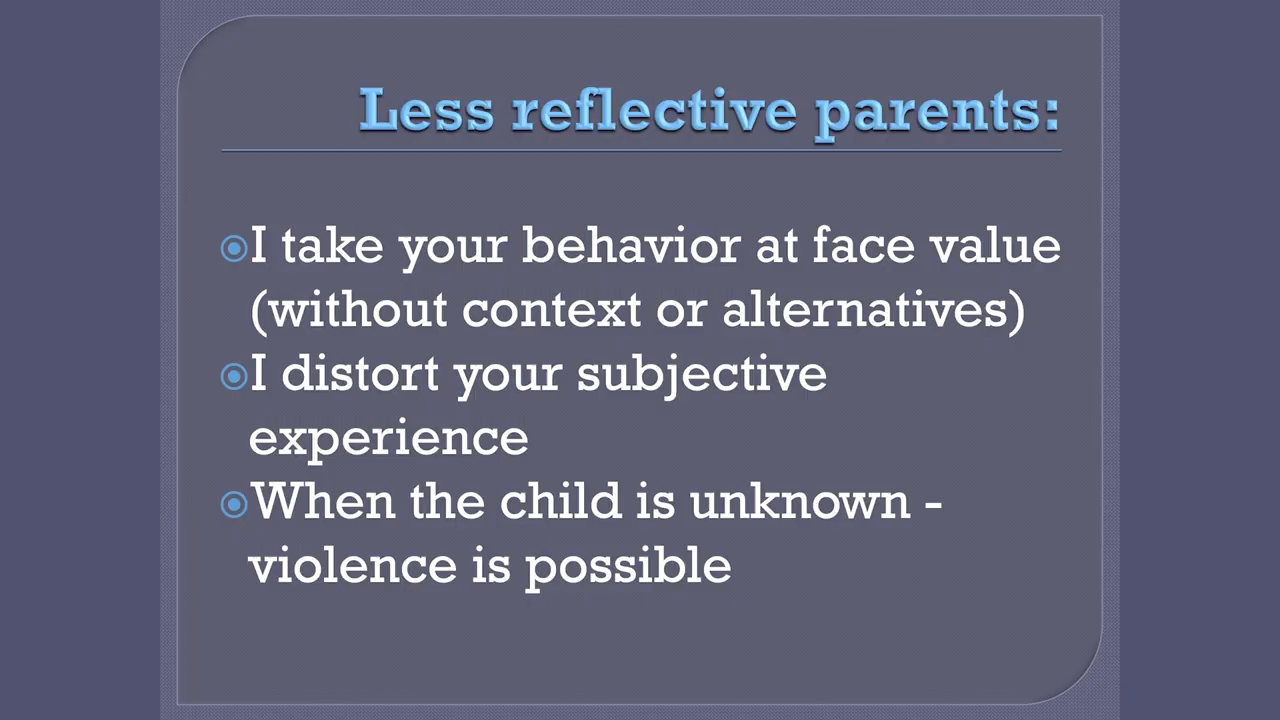 Less reflective parents:
I take your behavior at face value
(without context or alternatives)
I distort your subjective
experience
When the child is unknown -
violence is possible